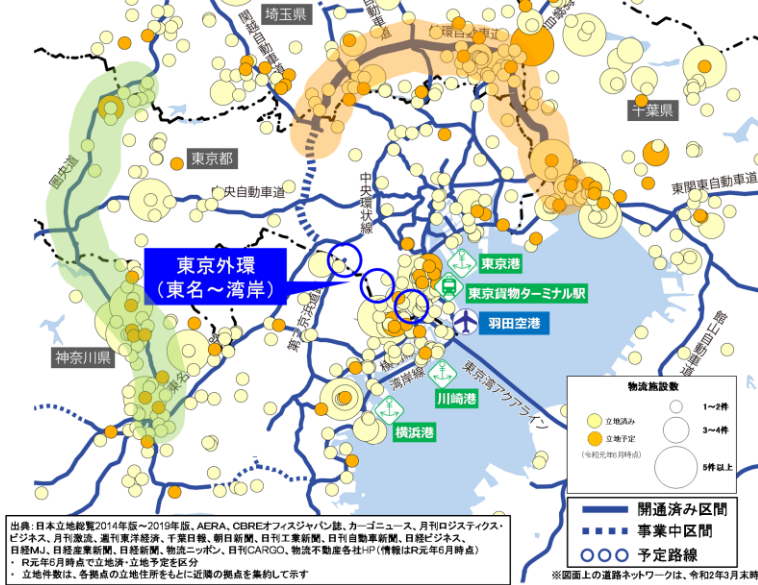 埼玉県
関越自動車道
自動車道
外環自動車道
千葉県
東京都
圏央道
中央自動車道
中央環状線
東関東自動車道
東京外環
(東名~湾岸)
東京港
東京貨物ターミナル駅
羽田空港
第三京浜道路
神奈川県
東名
湾岸線
東京湾アクアライン
館山自動車道
川崎港
横浜港
物流施設数
1~2件
立地済み
3~4件
立地予定
(令和元年6月時点)
5件以上
開通済み区間
事業中区間
予定路線
出典:日本立地総覧2014年版~2019年版、AERA、CBREオフィスジャパン誌、カーゴニュース、月刊ロジスティクス・
ビジネス、月刊激流、週刊東洋経済、千葉日報、朝日新聞、日刊工業新聞、日刊自動車新聞、日経ビジネス、
日経MJ、日経産業新聞、日経新聞、物流ニッポン、日刊CARGO、物流不動産各社HP(情報はR元年6月時点)
・ R元年6月時点で立地済・立地予定を区分
・ 立地件数は、各拠点の立地住所をもとに近隣の拠点を集約して示す
※図面上の道路ネットワークは、令和2年3月末時